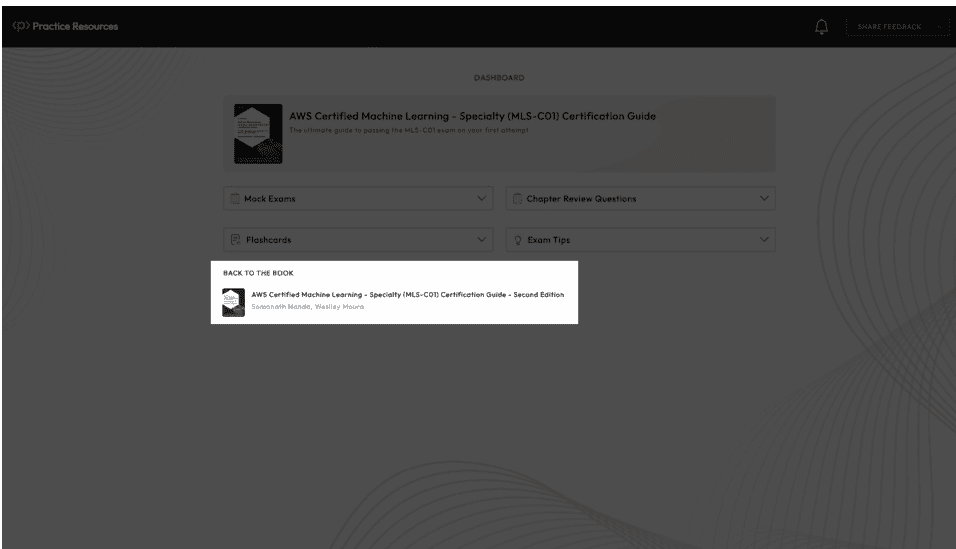 Practice Resources
SHARE FEEDBACK
DASHBOARD
AWS Certified Machine Learning - Specialty (MLS-C01) Certification Guide
The ultimate guide to passing the MLS-C01 exam on your first attempt
Mock Exams
Chapter Review Questions
Flashcards
Exam Tips
BACK TO THE BOOK
AWS Certified Machine Learning - Specialty (MLS-C01) Certification Guide - Second Edition
Somanath Nanda, Weslley Moura